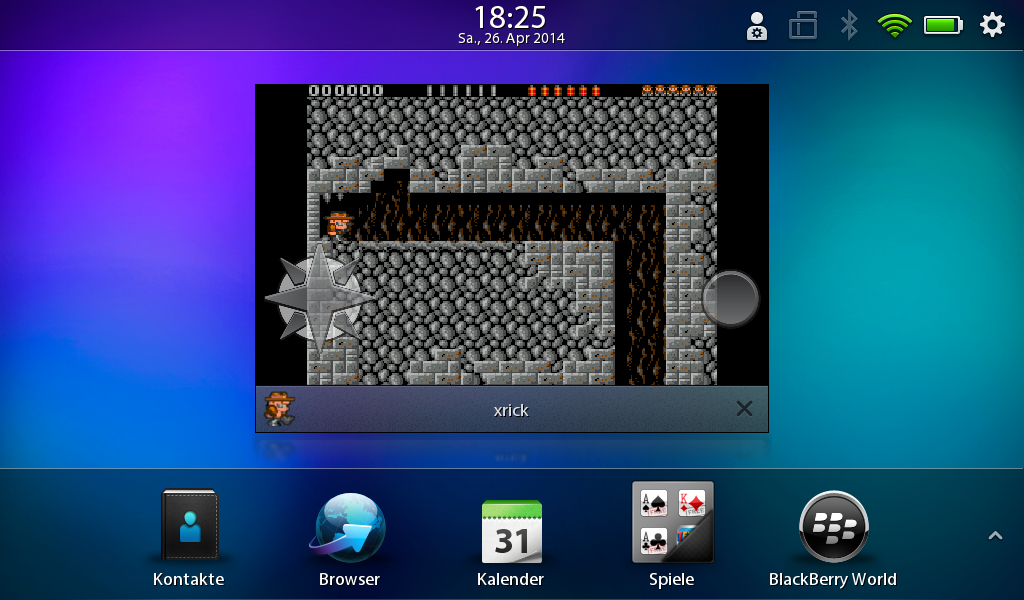 18:25
Sa., 26. Apr 2014
000000
xrick
31
A K
A
Kontakte
Browser
Kalender
Spiele
BlackBerry World